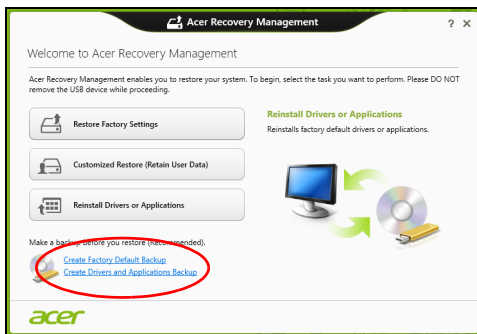 Acer Recovery Management
? X
Welcome to Acer Recovery Management
Acer Recovery Management enables you to restore your system. To begin, select the task you want to perform. Please DO NOT
remove the USB device while proceeding.
Restore Factory Settings
Customized Restore (Retain User Data)
Reinstall Drivers or Applications
Reinstall Drivers or Applications
Reinstalls factory default drivers or applications.
Make a backup before you restore (Recommended).
Create Factory Default Backup
Create Drivers and Applications Backup
acer